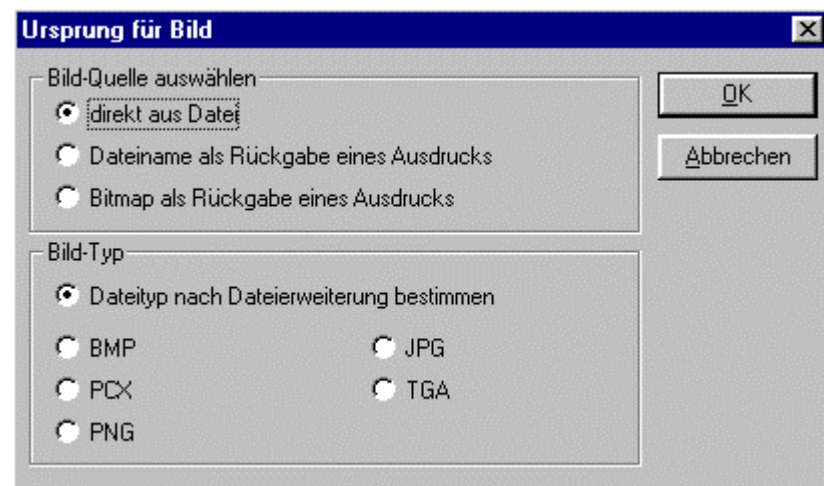 Ursprung für Bild
Bild-Quelle auswählen
direkt aus Datei
Dateiname als Rückgabe eines Ausdrucks
Bitmap als Rückgabe eines Ausdrucks
OK
Abbrechen
Bild-Typ
Dateityp nach Dateierweiterung bestimmen
BMP
JPG
PCX
TGA
PNG